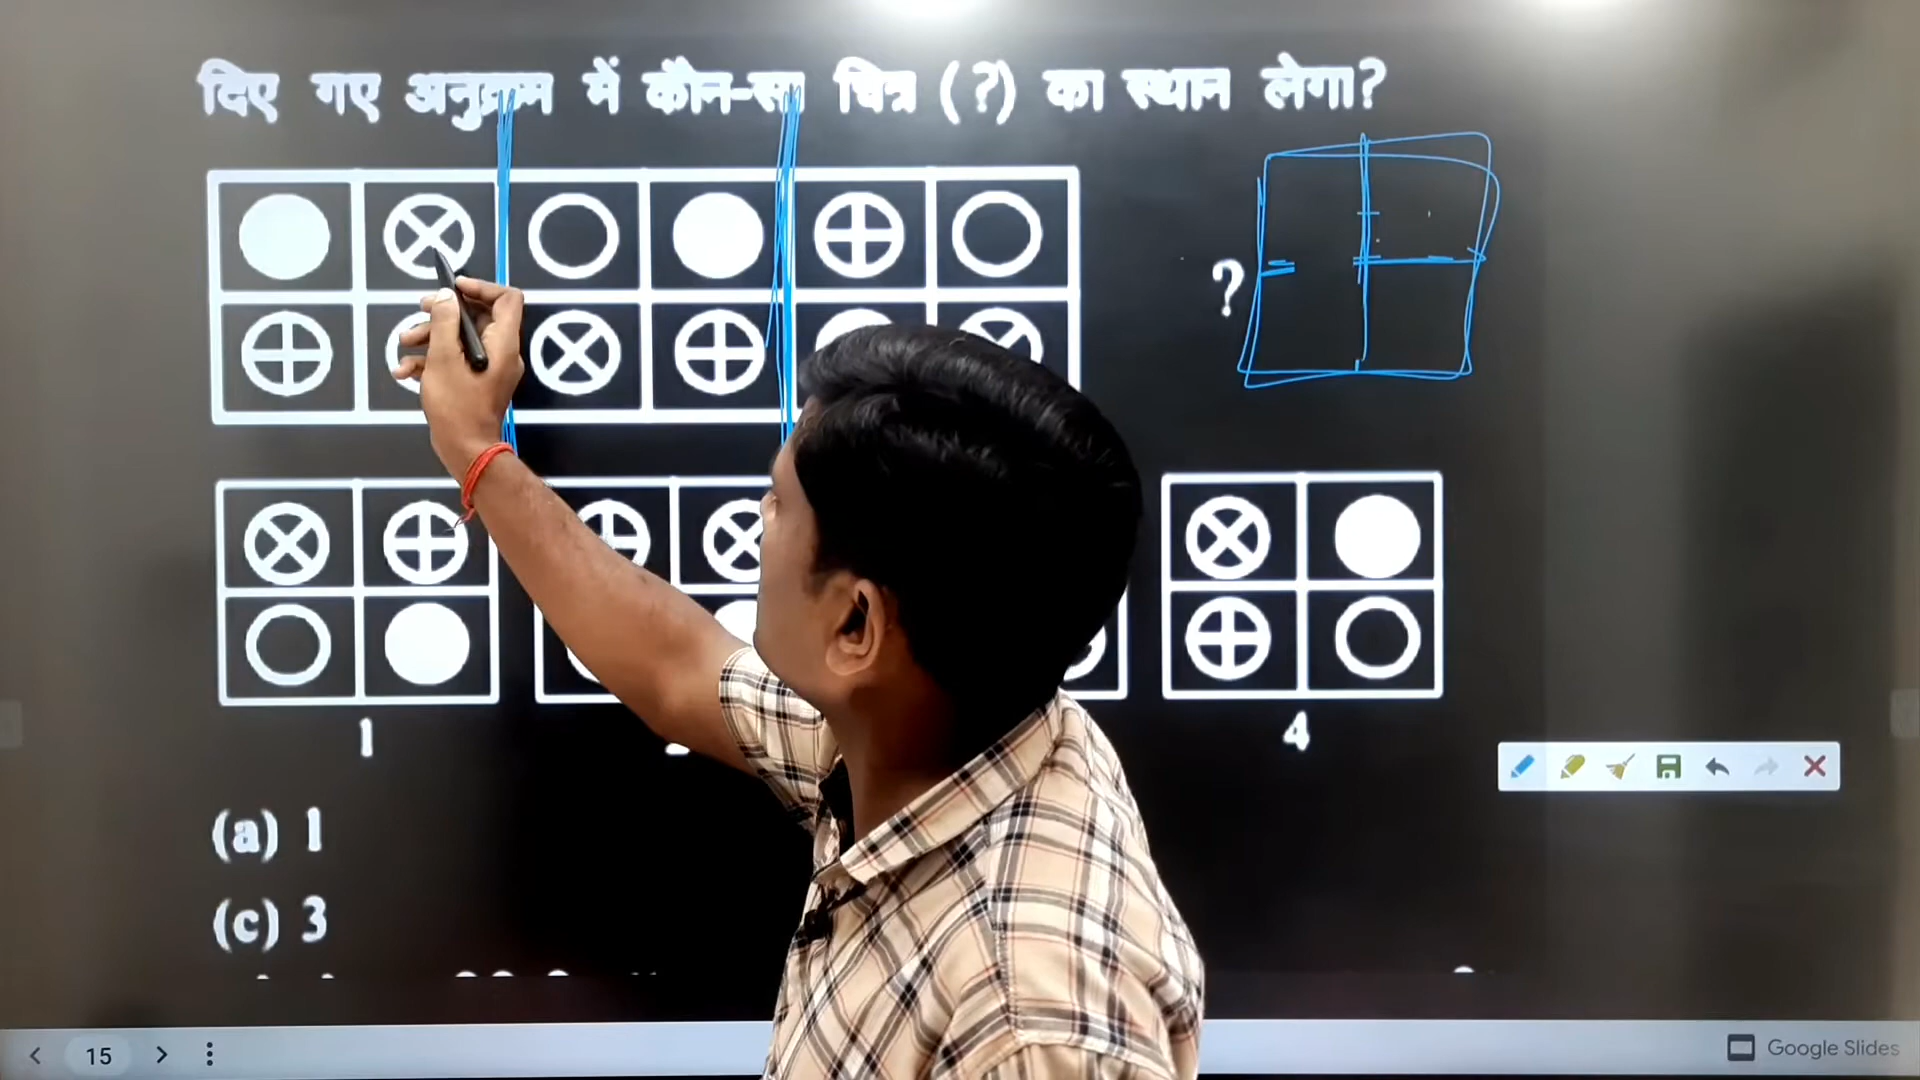 दिए गए अनुक्रम में कौन-सा चित्र (?) का स्थान लेगा?
?
1
4
(a) 1
(c) 3
15
Google Slides